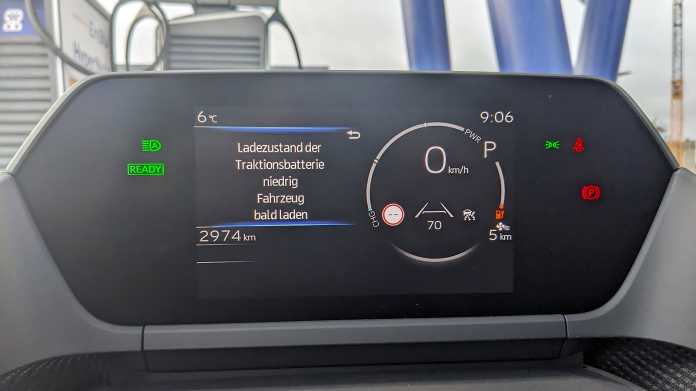 6°C
9:06
Ladezustand der
Traktionsbatterie
niedrig
Fahrzeug
bald laden
PWR
P
0 km/h
READY
A
CHG
--
70
(P)
2974 km
5 km